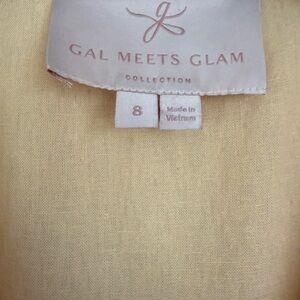 g
GAL MEETS GLAM
COLLECTION
8
Made in
Vietnam